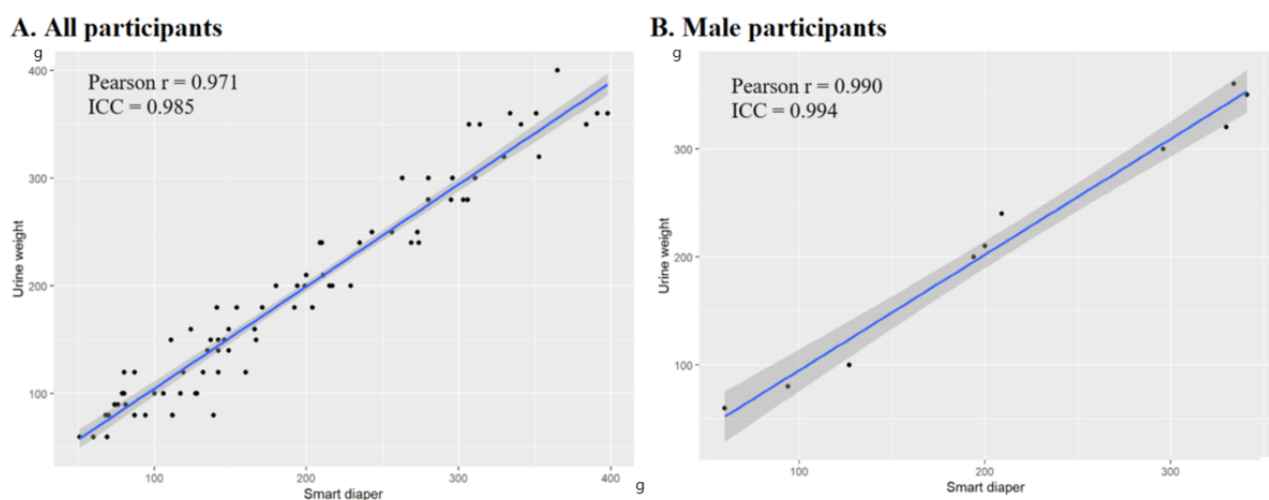 A. All participants
g
Pearson r = 0.971
ICC = 0.985
400
300
200
100
Urine weight
100 200 300 400
Smart diaper
g
B. Male participants
g
Pearson r = 0.990
ICC = 0.994
300
200
100
Urine weight
100 200 300
Smart diaper